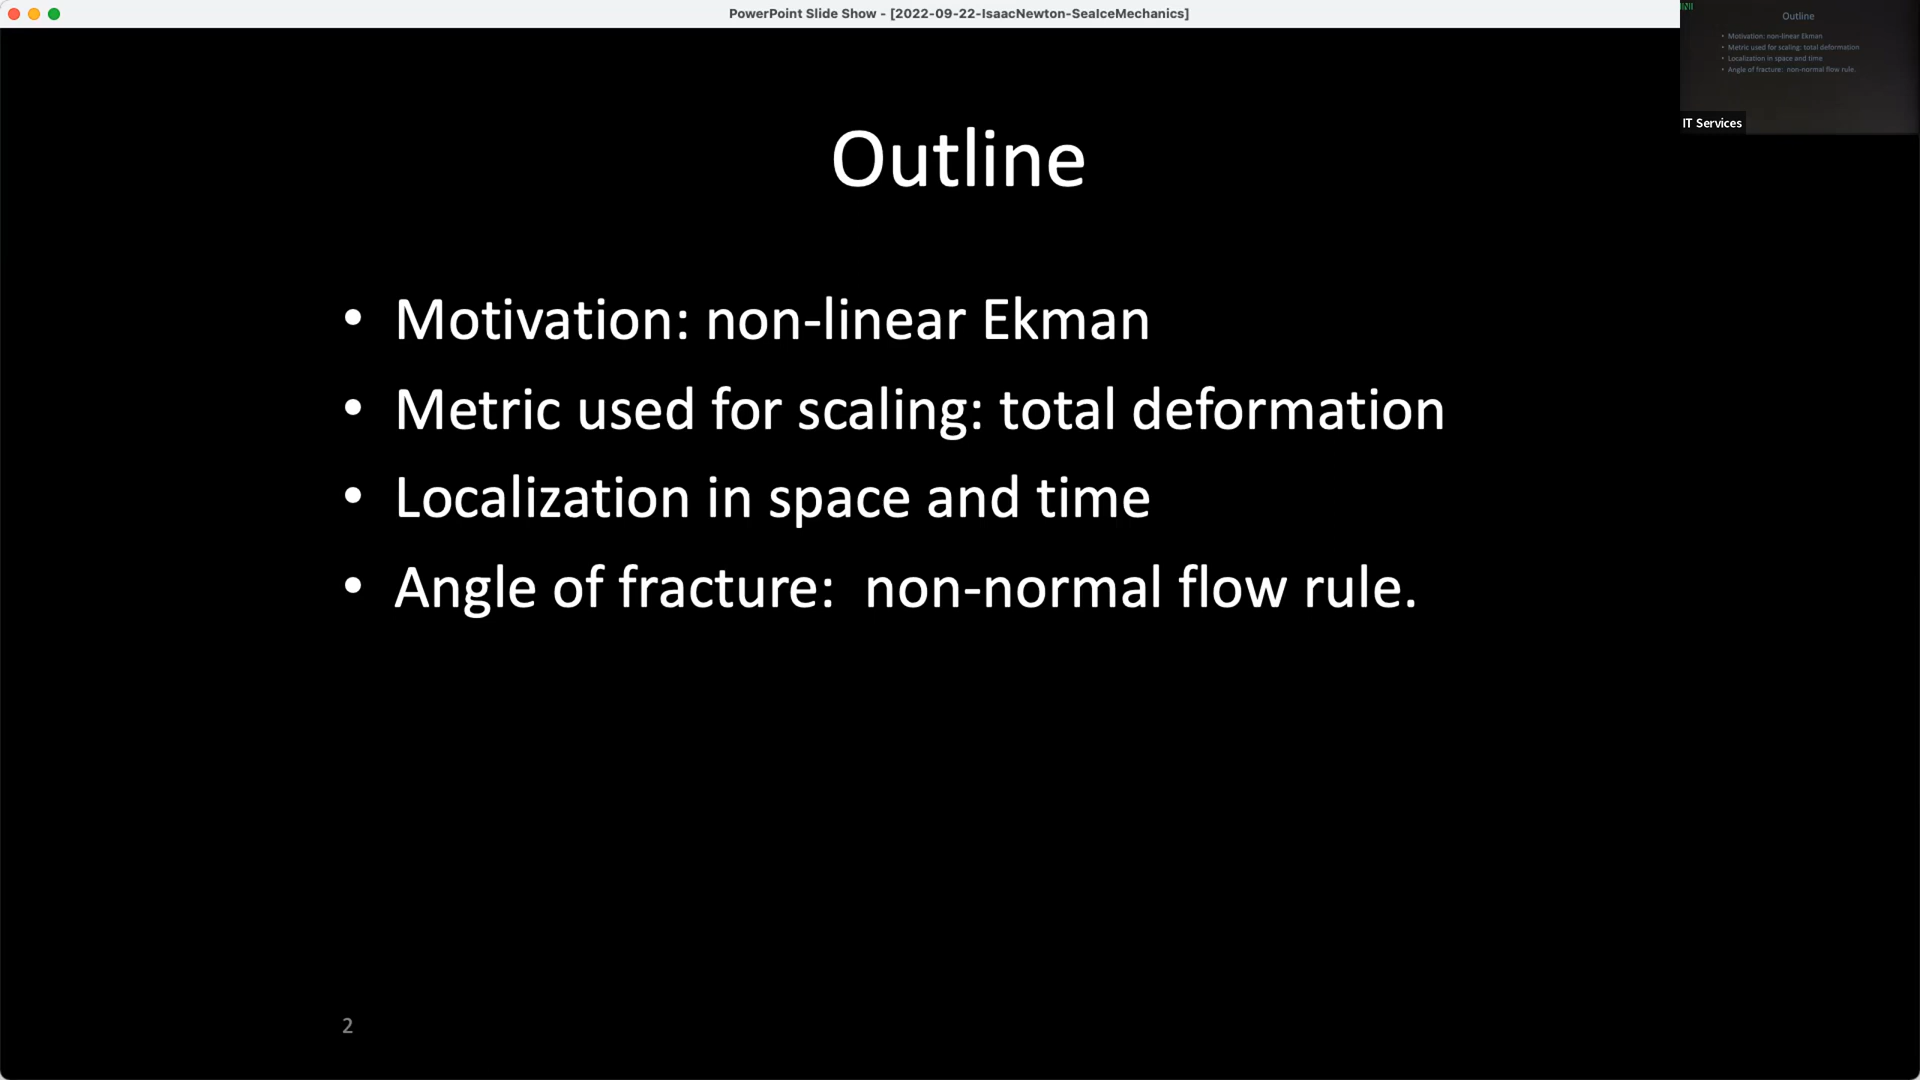 PowerPoint Slide Show - [2022-09-22-IsaacNewton-SeaIceMechanics]
Outline
• Motivation: non-linear Ekman
• Metric used for scaling: total deformation
• Localization in space and time
• Angle of fracture:  non-normal flow rule.
2
Outline
• Motivation: non-linear Ekman
• Metric used for scaling: total deformation
• Localization in space and time
• Angle of fracture:  non-normal flow rule.
IT Services